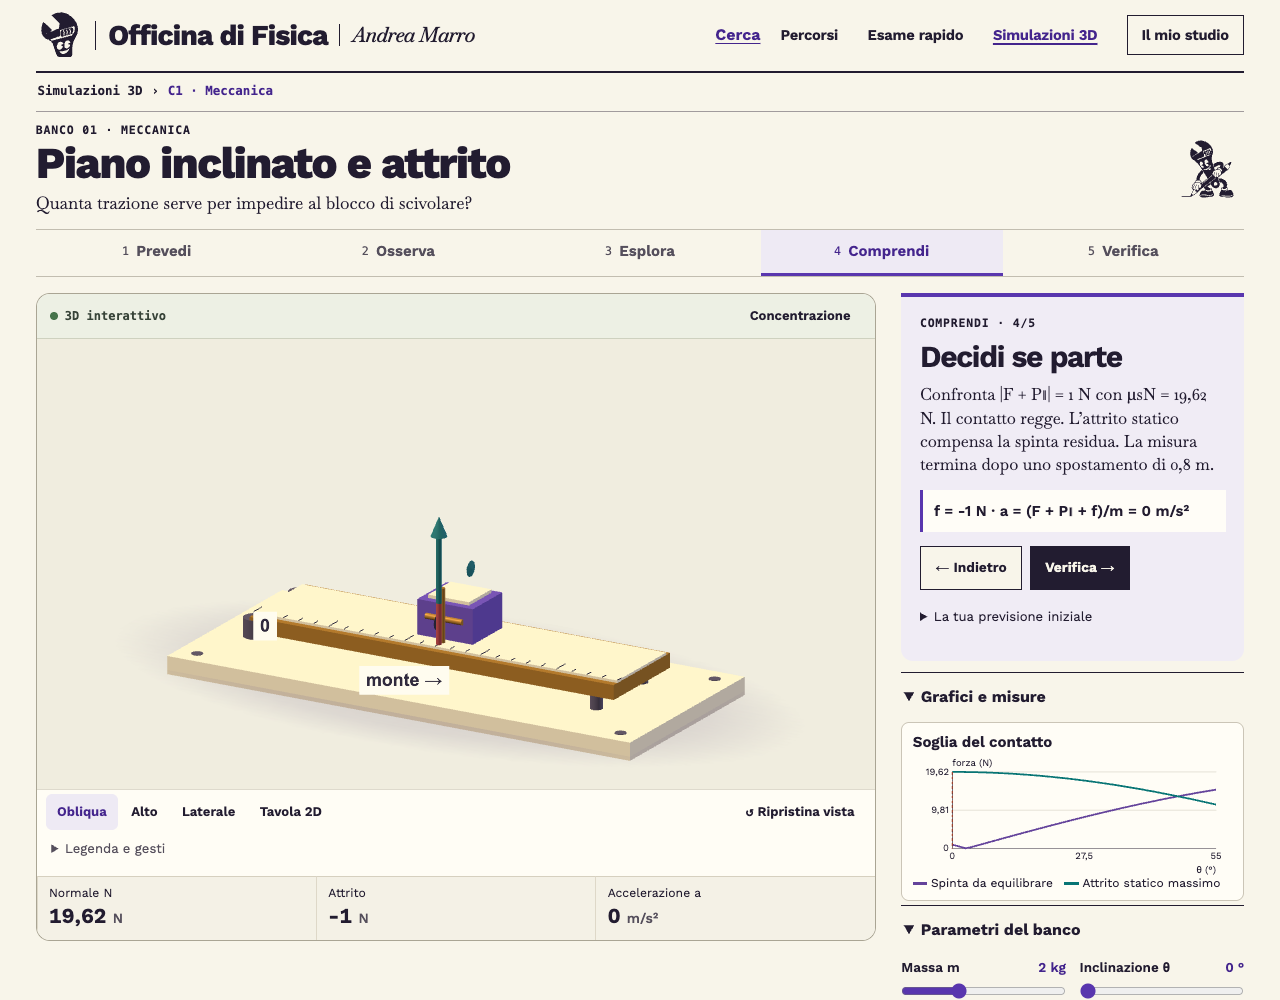 Officina di Fisica
Andrea Marro
Cerca
Percorsi
Esame rapido
Simulazioni 3D
Il mio studio
Simulazioni 3D › C1 · Meccanica
BANCO 01 · MECCANICA
Piano inclinato e attrito
Quanta trazione serve per impedire al blocco di scivolare?
1 Prevedi
2 Osserva
3 Esplora
4 Comprendi
5 Verifica
3D interattivo
Concentrazione
0
monte →
Obliqua
Alto
Laterale
Tavola 2D
↺ Ripristina vista
▶ Legenda e gesti
Normale N
19,62 N
Attrito
-1 N
Accelerazione a
0 m/s²
COMPRENDI · 4/5
Decidi se parte
Confronta |F + P∥| = 1 N con μsN = 19,62
N. Il contatto regge. L’attrito statico
compensa la spinta residua. La misura
termina dopo uno spostamento di 0,8 m.
f = -1 N · a = (F + P∥ + f)/m = 0 m/s²
← Indietro
Verifica →
▶ La tua previsione iniziale
▼ Grafici e misure
Soglia del contatto
forza (N)
19,62
9,81
0
0
27,5
55
θ (°)
Spinta da equilibrare
Attrito statico massimo
▼ Parametri del banco
Massa m
2 kg
Inclinazione θ
0 °